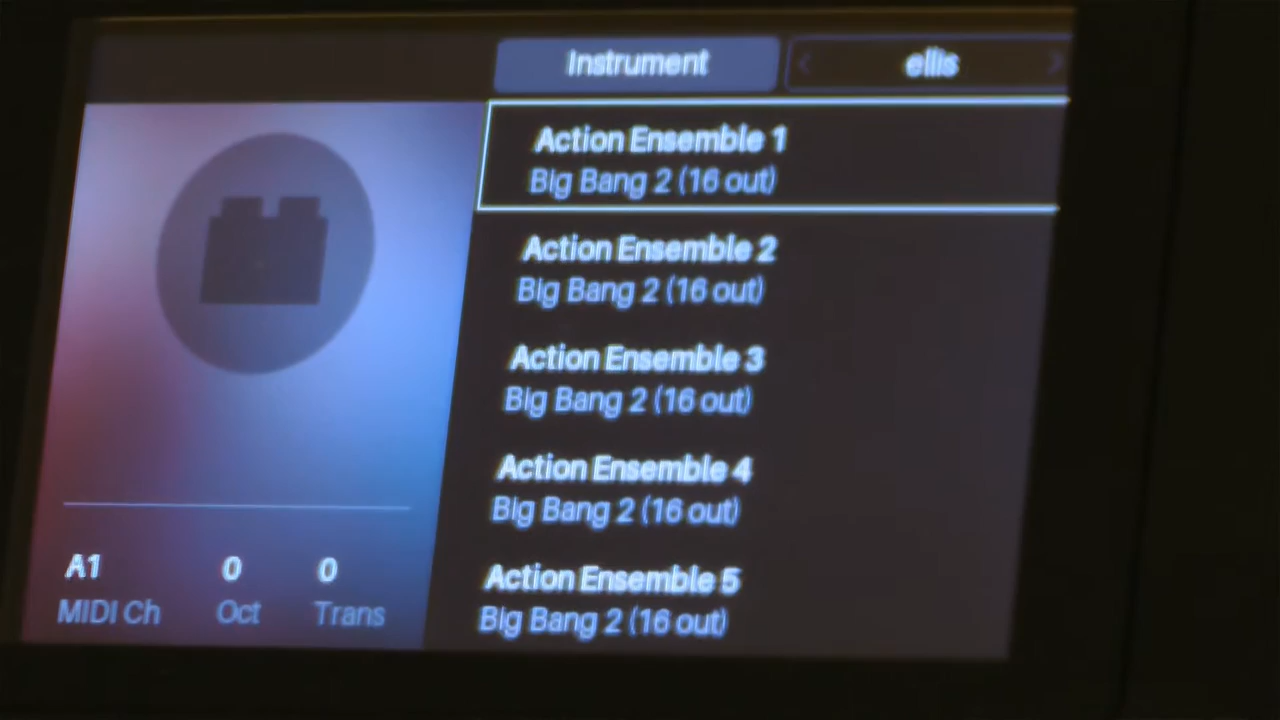 Instrument
ellis
Action Ensemble 1
Big Bang 2 (16 out)
Action Ensemble 2
Big Bang 2 (16 out)
Action Ensemble 3
Big Bang 2 (16 out)
Action Ensemble 4
Big Bang 2 (16 out)
Action Ensemble 5
Big Bang 2 (16 out)
A1 0 0
MIDI Ch Oct Trans